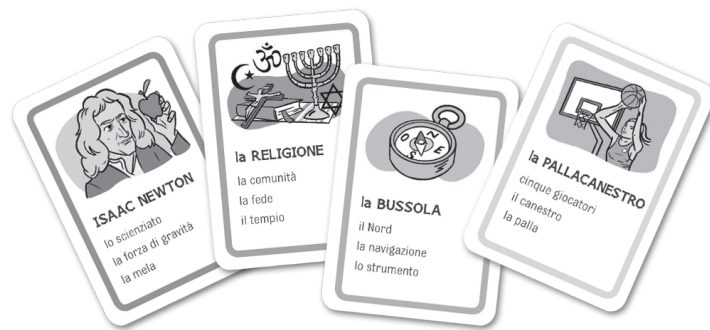 ISAAC NEWTON
lo scienziato
la forza di gravità
la mela
la RELIGIONE
la comunità
la fede
il tempio
N
E
S
O
la BUSSOLA
il Nord
la navigazione
lo strumento
la PALLACANESTRO
cinque giocatori
il canestro
la palla